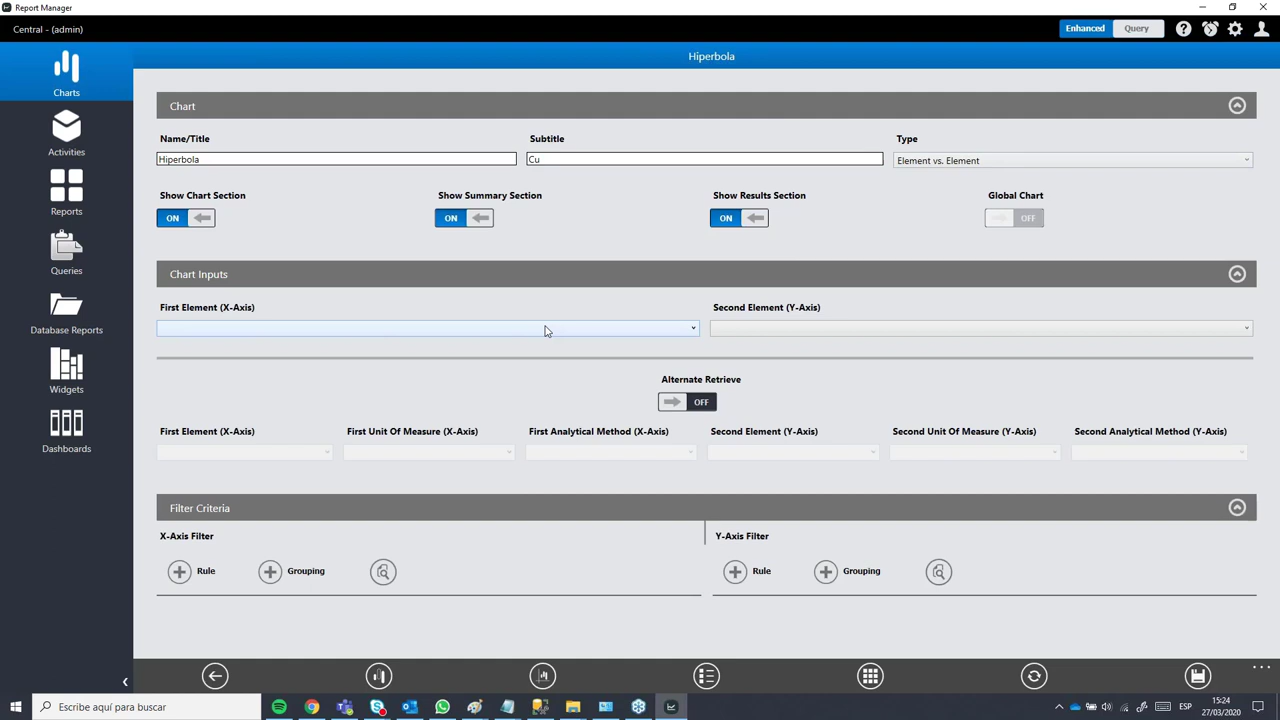 Report Manager
Central - (admin)
Enhanced Query
Hiperbola
Charts
Activities
Reports
Queries
Database Reports
Widgets
Dashboards
Chart
Name/Title Subtitle Type
Hiperbola Cu Element vs. Element
Show Chart Section Show Summary Section Show Results Section Global Chart
ON ON ON OFF
Chart Inputs
First Element (X-Axis) Second Element (Y-Axis)
Alternate Retrieve
OFF
First Element (X-Axis) First Unit Of Measure (X-Axis) First Analytical Method (X-Axis) Second Element (Y-Axis) Second Unit Of Measure (Y-Axis) Second Analytical Method (Y-Axis)
Filter Criteria
X-Axis Filter Y-Axis Filter
Rule Grouping Rule Grouping
Escribe aquí para buscar
ESP
15:24
27/03/2020